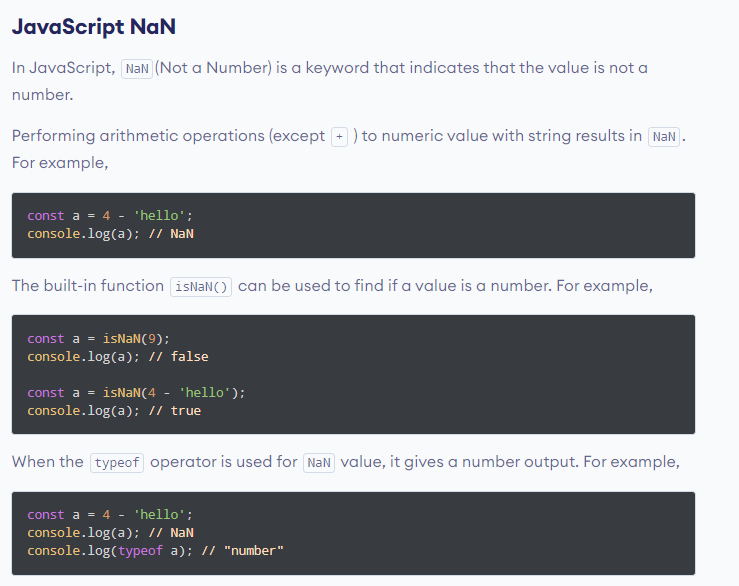 JavaScript NaN
In JavaScript, NaN (Not a Number) is a keyword that indicates that the value is not a
number.
Performing arithmetic operations (except + ) to numeric value with string results in NaN .
For example,
const a = 4 - 'hello';
console.log(a); // NaN
The built-in function isNaN() can be used to find if a value is a number. For example,
const a = isNaN(9);
console.log(a); // false
const a = isNaN(4 - 'hello');
console.log(a); // true
When the typeof operator is used for NaN value, it gives a number output. For example,
const a = 4 - 'hello';
console.log(a); // NaN
console.log(typeof a); // "number"